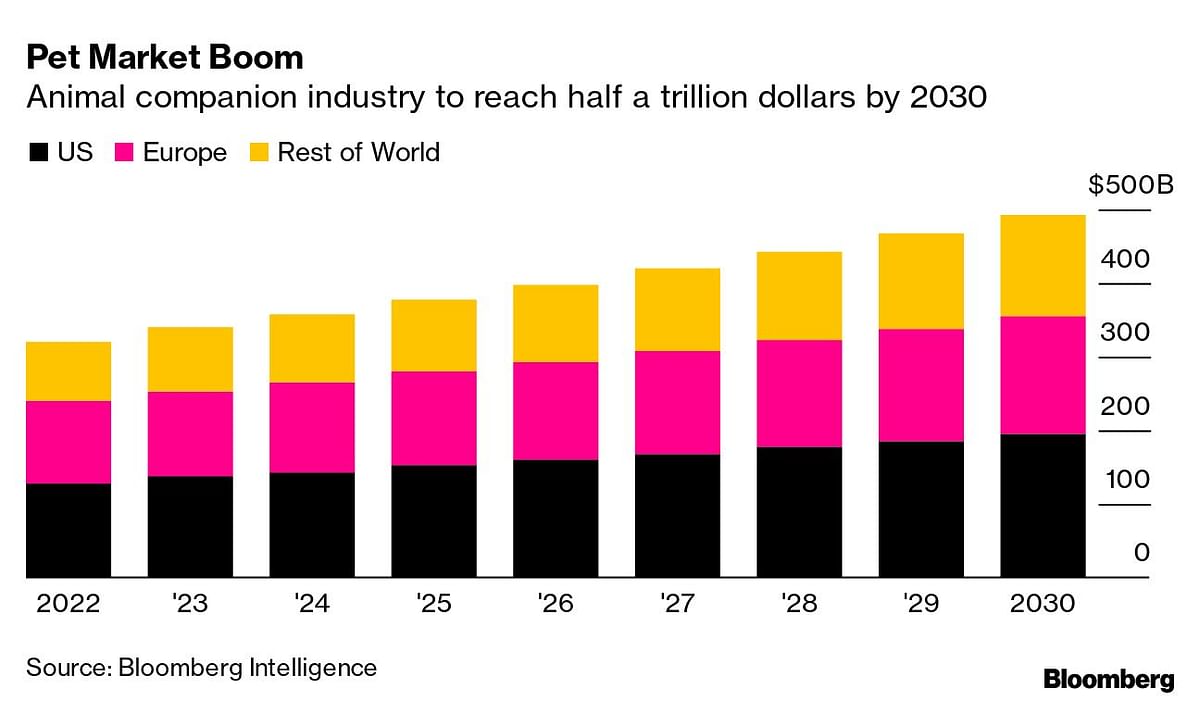 Pet Market Boom
Animal companion industry to reach half a trillion dollars by 2030
US Europe Rest of World
$500B
400
300
200
100
0
2022 '23 '24 '25 '26 '27 '28 '29 2030
Source: Bloomberg Intelligence
Bloomberg